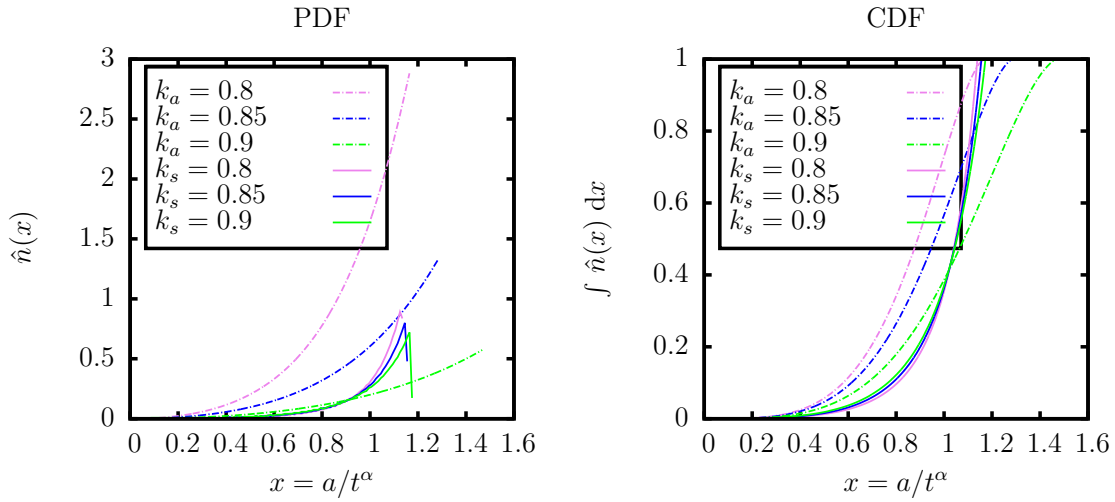 PDF
n̂(x)
3
2.5
2
1.5
1
0.5
0
k_a = 0.8
k_a = 0.85
k_a = 0.9
k_s = 0.8
k_s = 0.85
k_s = 0.9
0 0.2 0.4 0.6 0.8 1 1.2 1.4 1.6
x = a/t^α
CDF
∫ n̂(x) dx
1
0.8
0.6
0.4
0.2
0
k_a = 0.8
k_a = 0.85
k_a = 0.9
k_s = 0.8
k_s = 0.85
k_s = 0.9
0 0.2 0.4 0.6 0.8 1 1.2 1.4 1.6
x = a/t^α